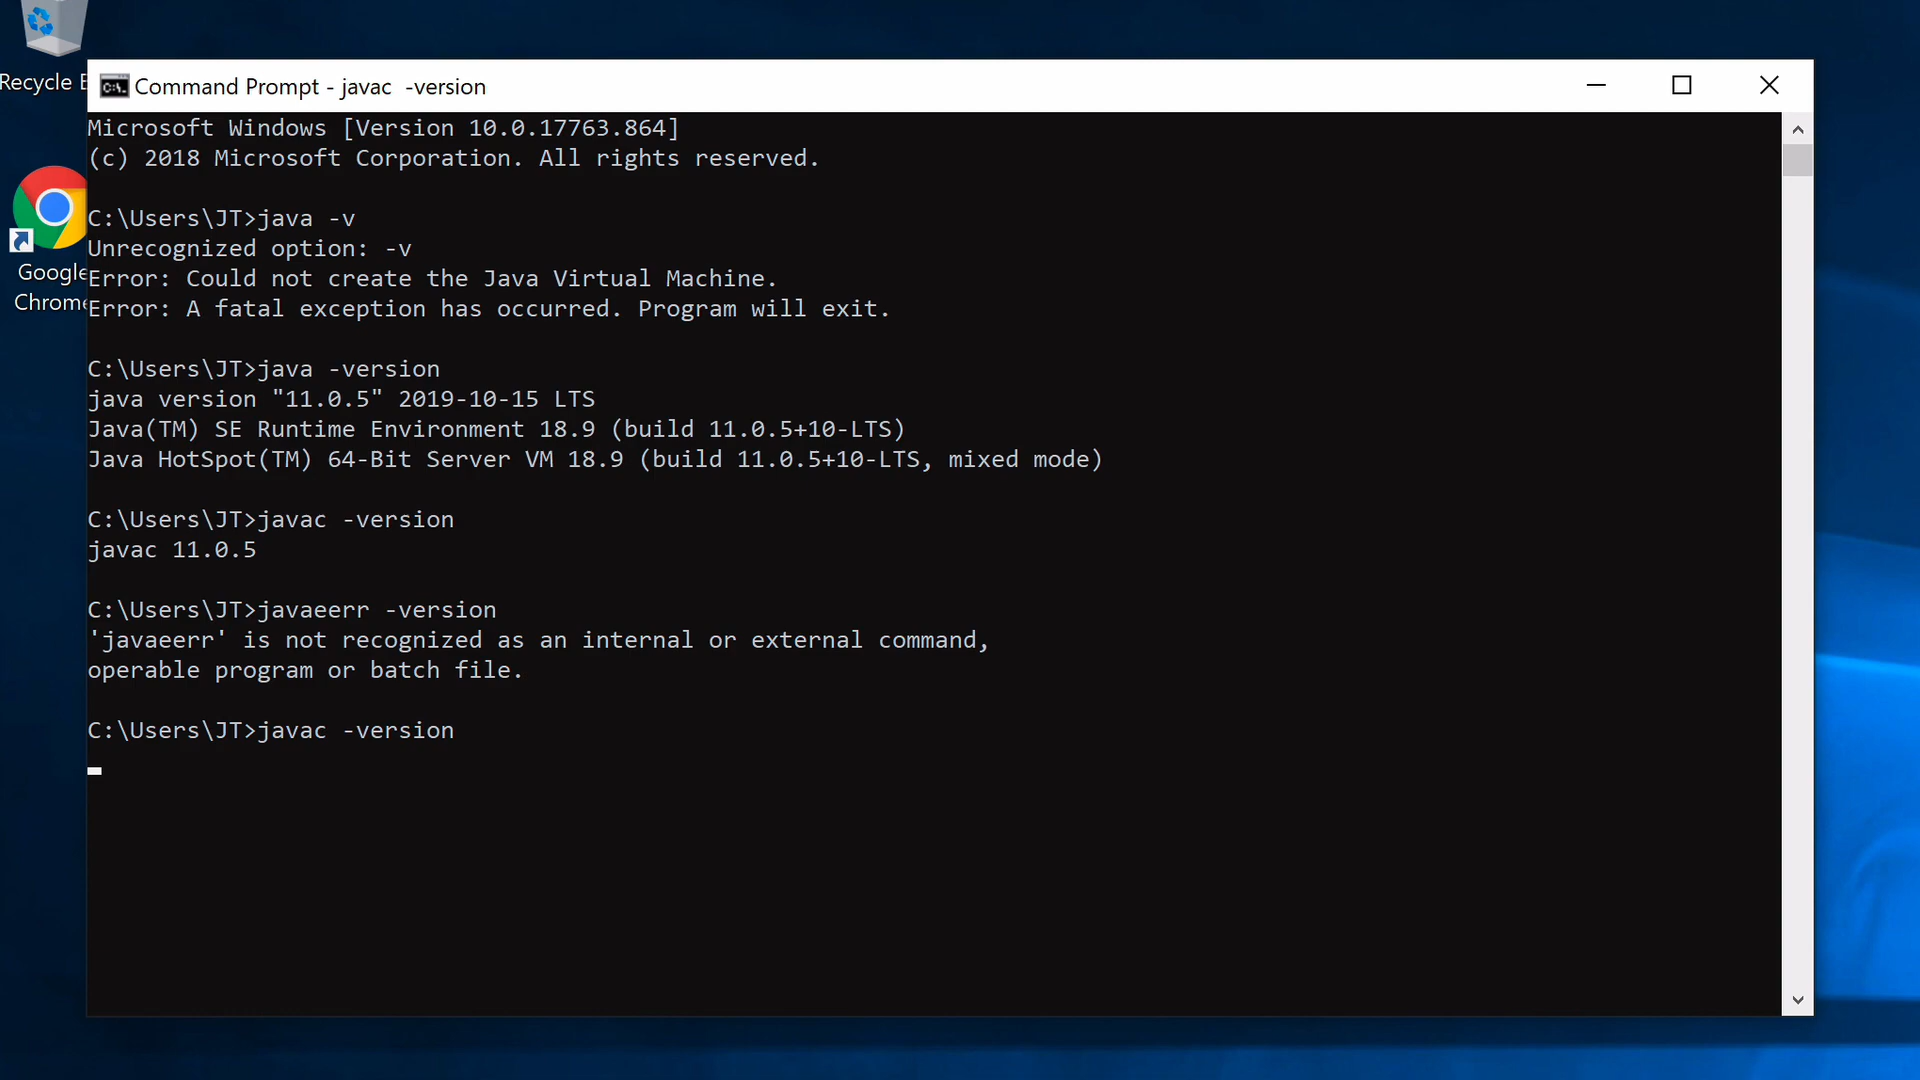 Recycle B
Google
Chrome
Command Prompt - javac  -version
Microsoft Windows [Version 10.0.17763.864]
(c) 2018 Microsoft Corporation. All rights reserved.
C:\Users\JT>java -v
Unrecognized option: -v
Error: Could not create the Java Virtual Machine.
Error: A fatal exception has occurred. Program will exit.
C:\Users\JT>java -version
java version "11.0.5" 2019-10-15 LTS
Java(TM) SE Runtime Environment 18.9 (build 11.0.5+10-LTS)
Java HotSpot(TM) 64-Bit Server VM 18.9 (build 11.0.5+10-LTS, mixed mode)
C:\Users\JT>javac -version
javac 11.0.5
C:\Users\JT>javaeerr -version
'javaeerr' is not recognized as an internal or external command,
operable program or batch file.
C:\Users\JT>javac -version